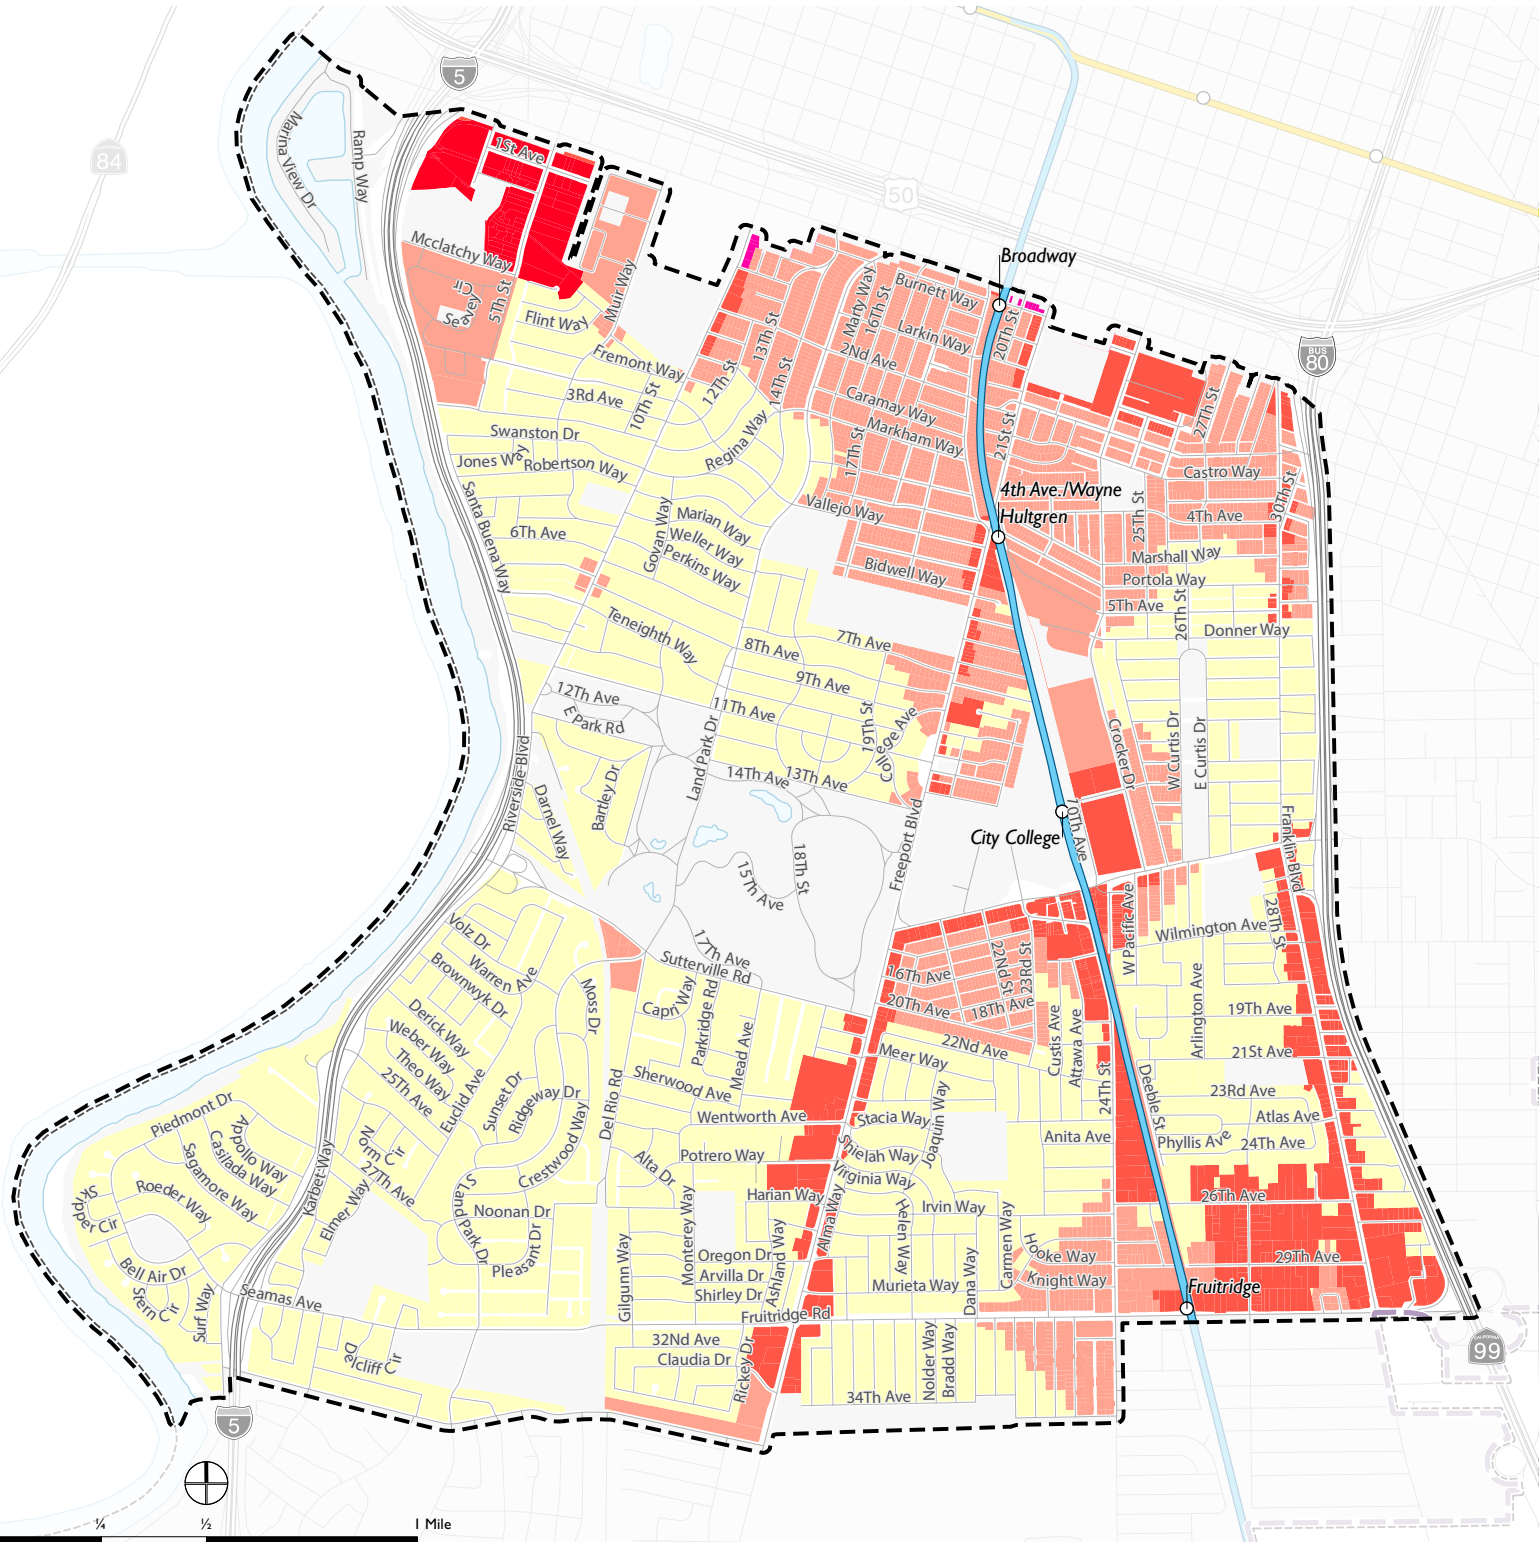 5
CALIFORNIA
84
50
Marina View Dr
Ramp Way
1St Ave
Mcclatchy Way
Seavey Cir
5Th St
Muir Way
Flint Way
Fremont Way
3Rd Ave
10Th St
12Th St
13Th St
14Th St
Marty Way
16Th St
Burnett Way
Larkin Way
2Nd Ave
Broadway
20Th St
BUS
80
Caramay Way
Markham Way
17Th St
21St St
27Th St
Regina Way
Swanston Dr
Jones Way
Robertson Way
Santa Buena Way
Castro Way
30Th St
4th Ave./Wayne
Hultgren
25Th St
4Th Ave
Vallejo Way
Marian Way
Weller Way
Perkins Way
Govan Way
6Th Ave
Bidwell Way
Marshall Way
Portola Way
5Th Ave
26Th St
Donner Way
Teneighth Way
8Th Ave
7Th Ave
9Th Ave
12Th Ave
11Th Ave
E Park Rd
19Th St
College Ave
Land Park Dr
14Th Ave
13Th Ave
Crocker Dr
W Curtis Dr
E Curtis Dr
Riverside Blvd
Darnel Way
Bartley Dr
Freeport Blvd
City College
10Th Ave
Franklin Blvd
15Th Ave
18Th St
17Th Ave
Sutterville Rd
W Pacific Ave
Wilmington Ave
28Th St
Volz Dr
Warren Ave
Brownwyk Dr
Moss Dr
Capri Way
Parkridge Rd
Mead Ave
16Th Ave
20Th Ave
22Nd St
23Rd St
18Th Ave
22Nd Ave
Custis Ave
Attawa Ave
24Th St
Arlington Ave
19Th Ave
21St Ave
23Rd Ave
Atlas Ave
24Th Ave
Phyllis Ave
Deeble St
Derick Way
Weber Way
Theo Way
25Th Ave
Euclid Ave
Sunset Dr
Ridgeway Dr
Crestwood Way
Del Rio Rd
Sherwood Ave
Wentworth Ave
Meer Way
Stacia Way
Joaquin Way
Shielah Way
Virginia Way
Anita Ave
Piedmont Dr
Appollo Way
Casilada Way
Sagamore Way
Roeder Way
Skipper Cir
Bell Air Dr
Stern Cir
Surf Way
Karbet Way
Norm Cir
27Th Ave
Elmer Way
S Land Park Dr
Noonan Dr
Pleasant Dr
Alta Dr
Potrero Way
Harian Way
Monterey Way
Gilgunn Way
Oregon Dr
Arvilla Dr
Shirley Dr
Ashland Way
Alma Way
Helen Way
Irvin Way
Murieta Way
Dana Way
Carmen Way
Hooke Way
Knight Way
26Th Ave
29Th Ave
Fruitridge
Fruitridge Rd
Seamas Ave
Delcliff Cir
32Nd Ave
Claudia Dr
Rickey Dr
34Th Ave
Nolder Way
Bradd Way
CALIFORNIA
99
5
¼
½
1 Mile